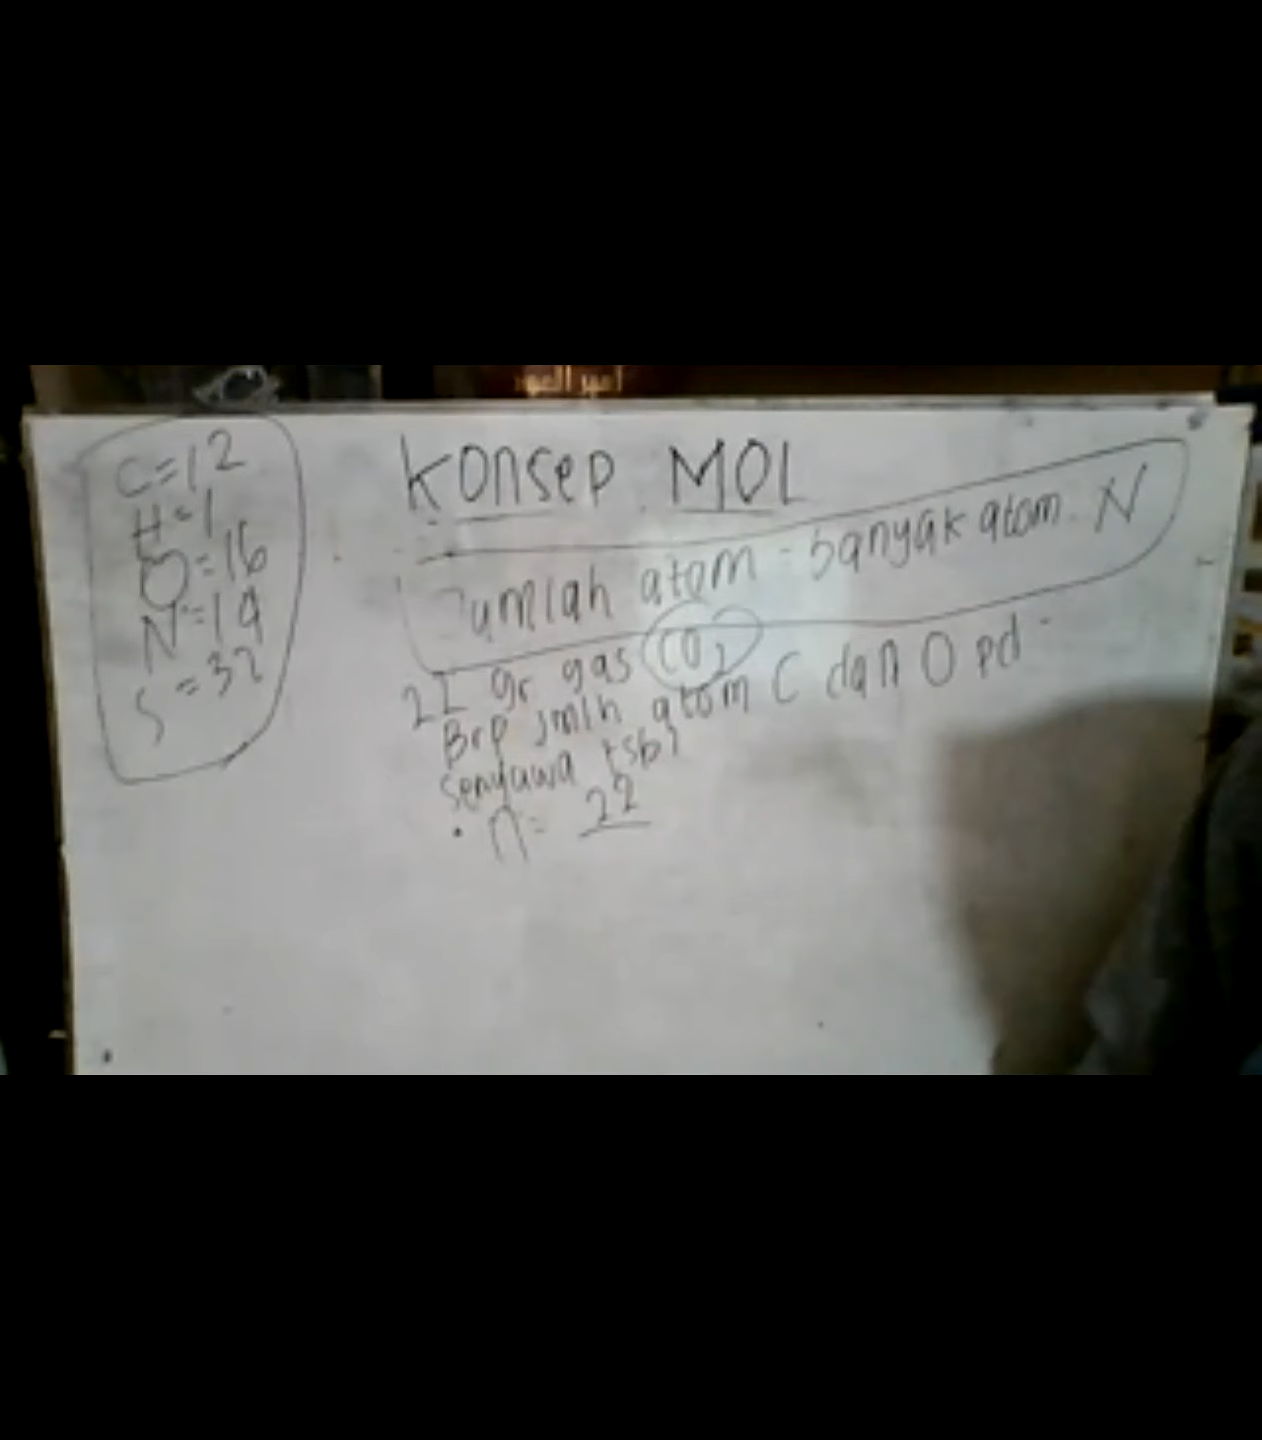 C=12
H=1
O=16
N=14
S=32
Konsep MOL
Jumlah atom = banyak atom . N
22 gr gas CO2
Brp jmlh atom C dan O pd
senyawa tsb?
• n = 22